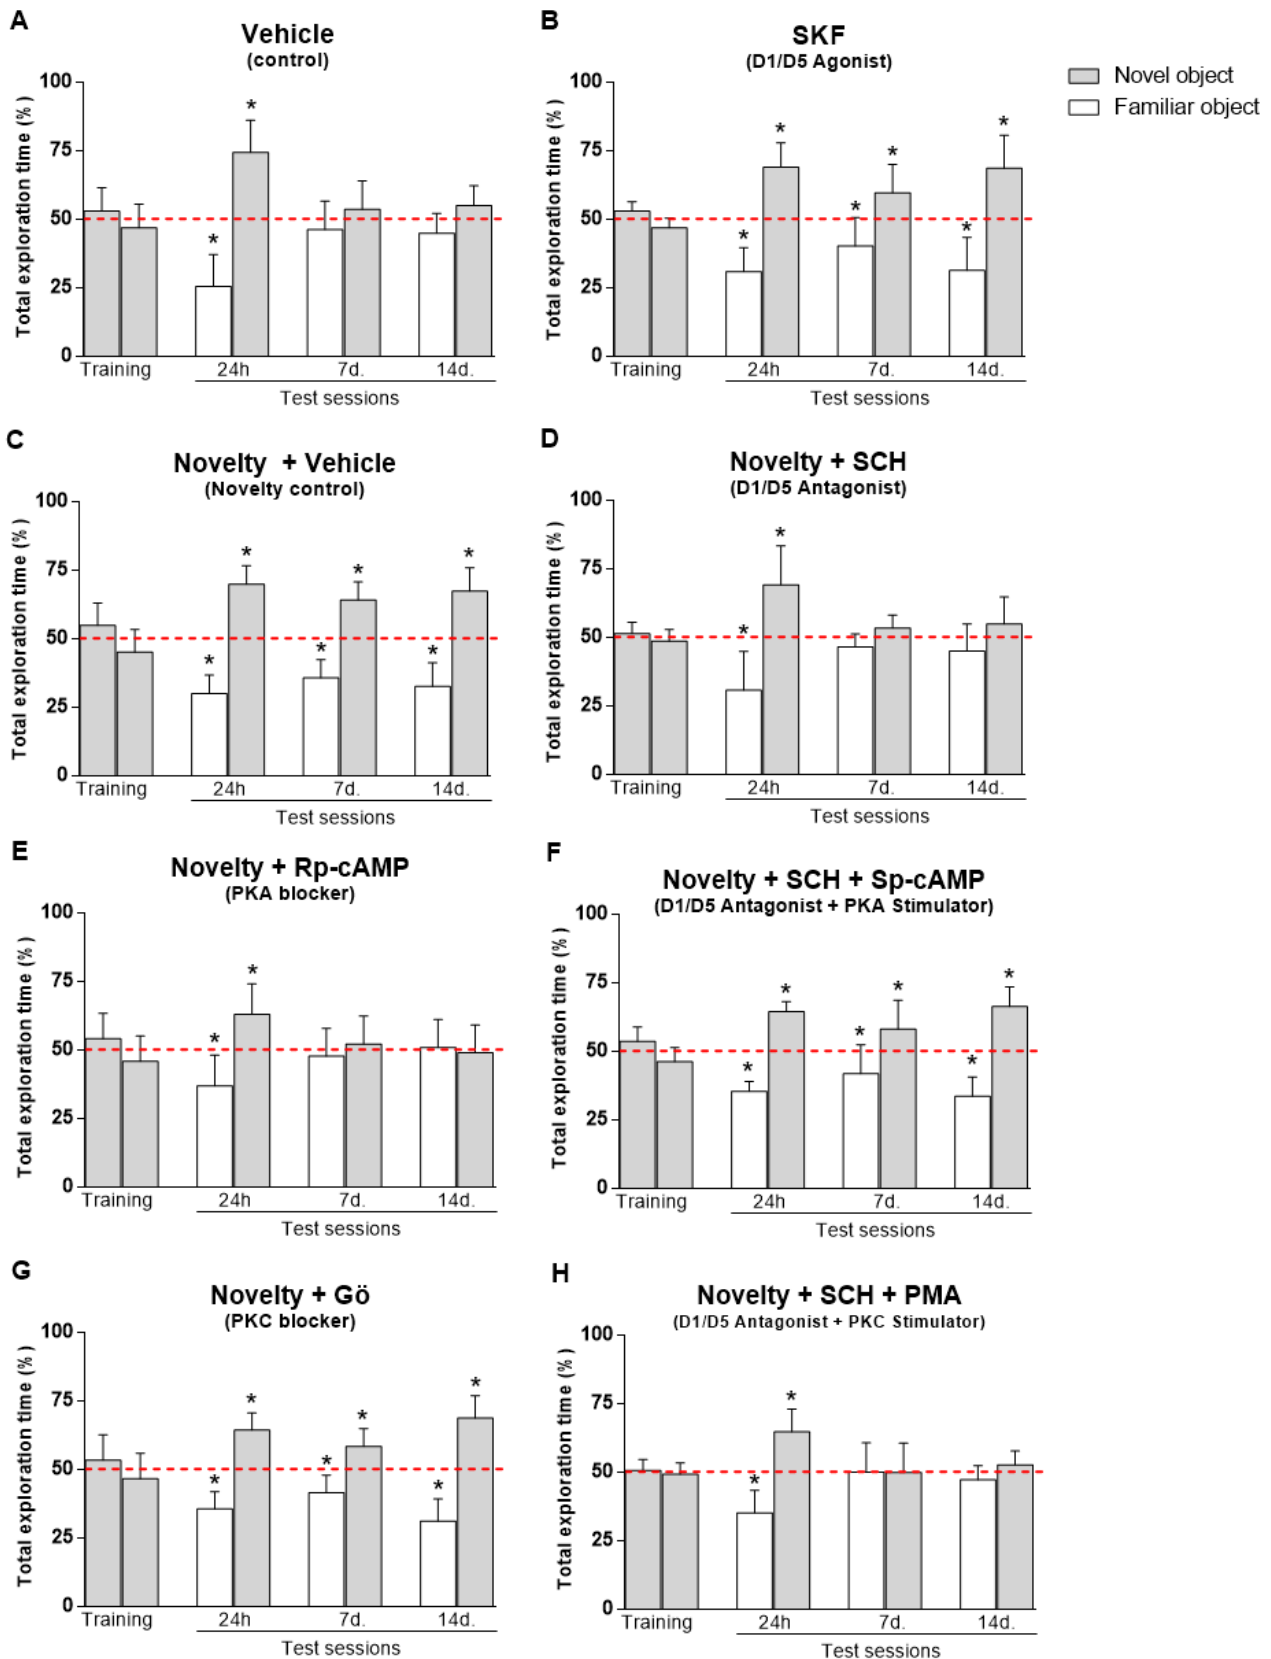 A
Vehicle
(control)
Total exploration time (%)
100
75
50
25
0
*
*
Training
24h
7d.
14d.
Test sessions
B
SKF
(D1/D5 Agonist)
Total exploration time (%)
100
75
50
25
0
*
*
*
*
*
*
Training
24h
7d.
14d.
Test sessions
Novel object
Familiar object
C
Novelty + Vehicle
(Novelty control)
Total exploration time (%)
100
75
50
25
0
*
*
*
*
*
*
Training
24h
7d.
14d.
Test sessions
D
Novelty + SCH
(D1/D5 Antagonist)
Total exploration time (%)
100
75
50
25
0
*
*
Training
24h
7d.
14d.
Test sessions
E
Novelty + Rp-cAMP
(PKA blocker)
Total exploration time (%)
100
75
50
25
0
*
*
Training
24h
7d.
14d.
Test sessions
F
Novelty + SCH + Sp-cAMP
(D1/D5 Antagonist + PKA Stimulator)
Total exploration time (%)
100
75
50
25
0
*
*
*
*
*
*
Training
24h
7d.
14d.
Test sessions
G
Novelty + Gö
(PKC blocker)
Total exploration time (%)
100
75
50
25
0
*
*
*
*
*
*
Training
24h
7d.
14d.
Test sessions
H
Novelty + SCH + PMA
(D1/D5 Antagonist + PKC Stimulator)
Total exploration time (%)
100
75
50
25
0
*
*
Training
24h
7d.
14d.
Test sessions